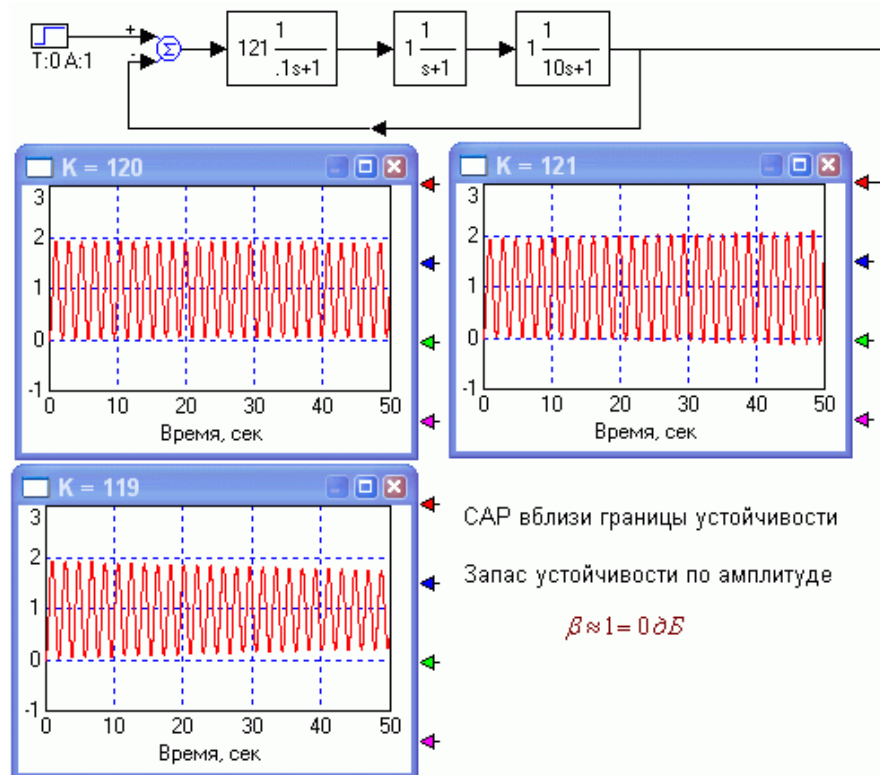 +
-
Σ
T:0 A:1
121 1
.1s+1
1 1
s+1
1 1
10s+1
K = 120
3
2
1
0
-1
0 10 20 30 40 50
Время, сек
K = 121
3
2
1
0
-1
0 10 20 30 40 50
Время, сек
K = 119
3
2
1
0
-1
0 10 20 30 40 50
Время, сек
САР вблизи границы устойчивости
Запас устойчивости по амплитуде
β≈1=0дБ